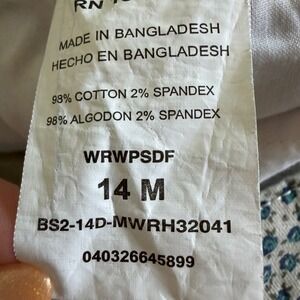 RN
MADE IN BANGLADESH
HECHO EN BANGLADESH
98% COTTON 2% SPANDEX
98% ALGODON 2% SPANDEX
WRWPSDF
14 M
BS2-14D-MWRH32041
040326645899